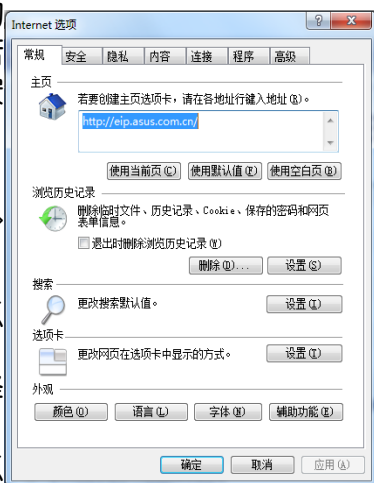 Internet 选项
常规 安全 隐私 内容 连接 程序 高级
主页
若要创建主页选项卡，请在各地址行键入地址(R)。
http://eip.asus.com.cn/
使用当前页(C) 使用默认值(F) 使用空白页(B)
浏览历史记录
删除临时文件、历史记录、Cookie、保存的密码和网页表单信息。
退出时删除浏览历史记录(W)
删除(D)... 设置(S)
搜索
更改搜索默认值。 设置(I)
选项卡
更改网页在选项卡中显示的方式。 设置(T)
外观
颜色(O) 语言(L) 字体(N) 辅助功能(E)
确定 取消 应用(A)